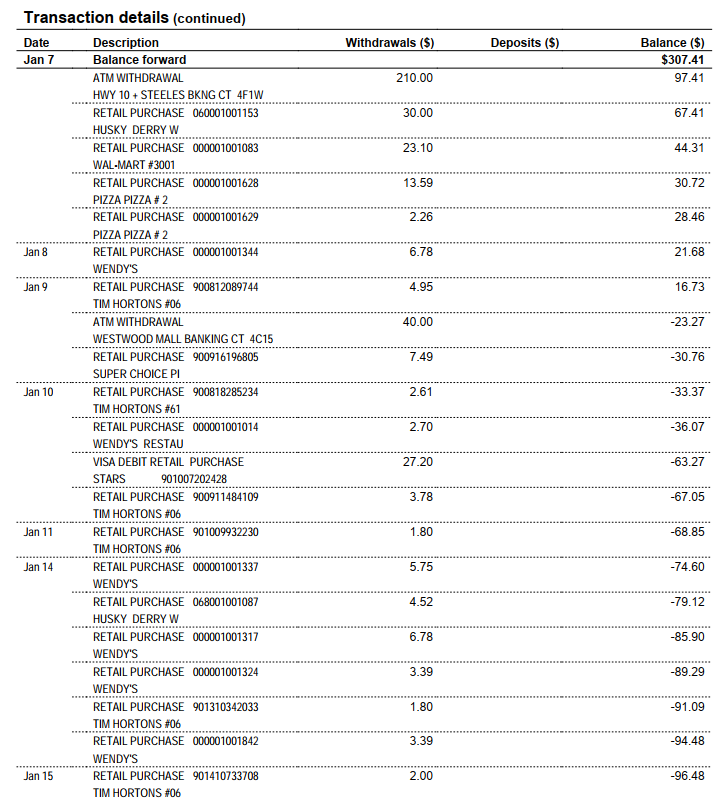 Transaction details (continued)
Date Description Withdrawals ($) Deposits ($) Balance ($)
Jan 7 Balance forward $307.41
ATM WITHDRAWAL 210.00 97.41
HWY 10 + STEELES BKNG CT 4F1W
RETAIL PURCHASE 060001001153 30.00 67.41
HUSKY DERRY W
RETAIL PURCHASE 000001001083 23.10 44.31
WAL-MART #3001
RETAIL PURCHASE 000001001628 13.59 30.72
PIZZA PIZZA # 2
RETAIL PURCHASE 000001001629 2.26 28.46
PIZZA PIZZA # 2
Jan 8 RETAIL PURCHASE 000001001344 6.78 21.68
WENDY'S
Jan 9 RETAIL PURCHASE 900812089744 4.95 16.73
TIM HORTONS #06
ATM WITHDRAWAL 40.00 -23.27
WESTWOOD MALL BANKING CT 4C15
RETAIL PURCHASE 900916196805 7.49 -30.76
SUPER CHOICE PI
Jan 10 RETAIL PURCHASE 900818285234 2.61 -33.37
TIM HORTONS #61
RETAIL PURCHASE 000001001014 2.70 -36.07
WENDY'S RESTAU
VISA DEBIT RETAIL PURCHASE 27.20 -63.27
STARS 901007202428
RETAIL PURCHASE 900911484109 3.78 -67.05
TIM HORTONS #06
Jan 11 RETAIL PURCHASE 901009932230 1.80 -68.85
TIM HORTONS #06
Jan 14 RETAIL PURCHASE 000001001337 5.75 -74.60
WENDY'S
RETAIL PURCHASE 068001001087 4.52 -79.12
HUSKY DERRY W
RETAIL PURCHASE 000001001317 6.78 -85.90
WENDY'S
RETAIL PURCHASE 000001001324 3.39 -89.29
WENDY'S
RETAIL PURCHASE 901310342033 1.80 -91.09
TIM HORTONS #06
RETAIL PURCHASE 000001001842 3.39 -94.48
WENDY'S
Jan 15 RETAIL PURCHASE 901410733708 2.00 -96.48
TIM HORTONS #06